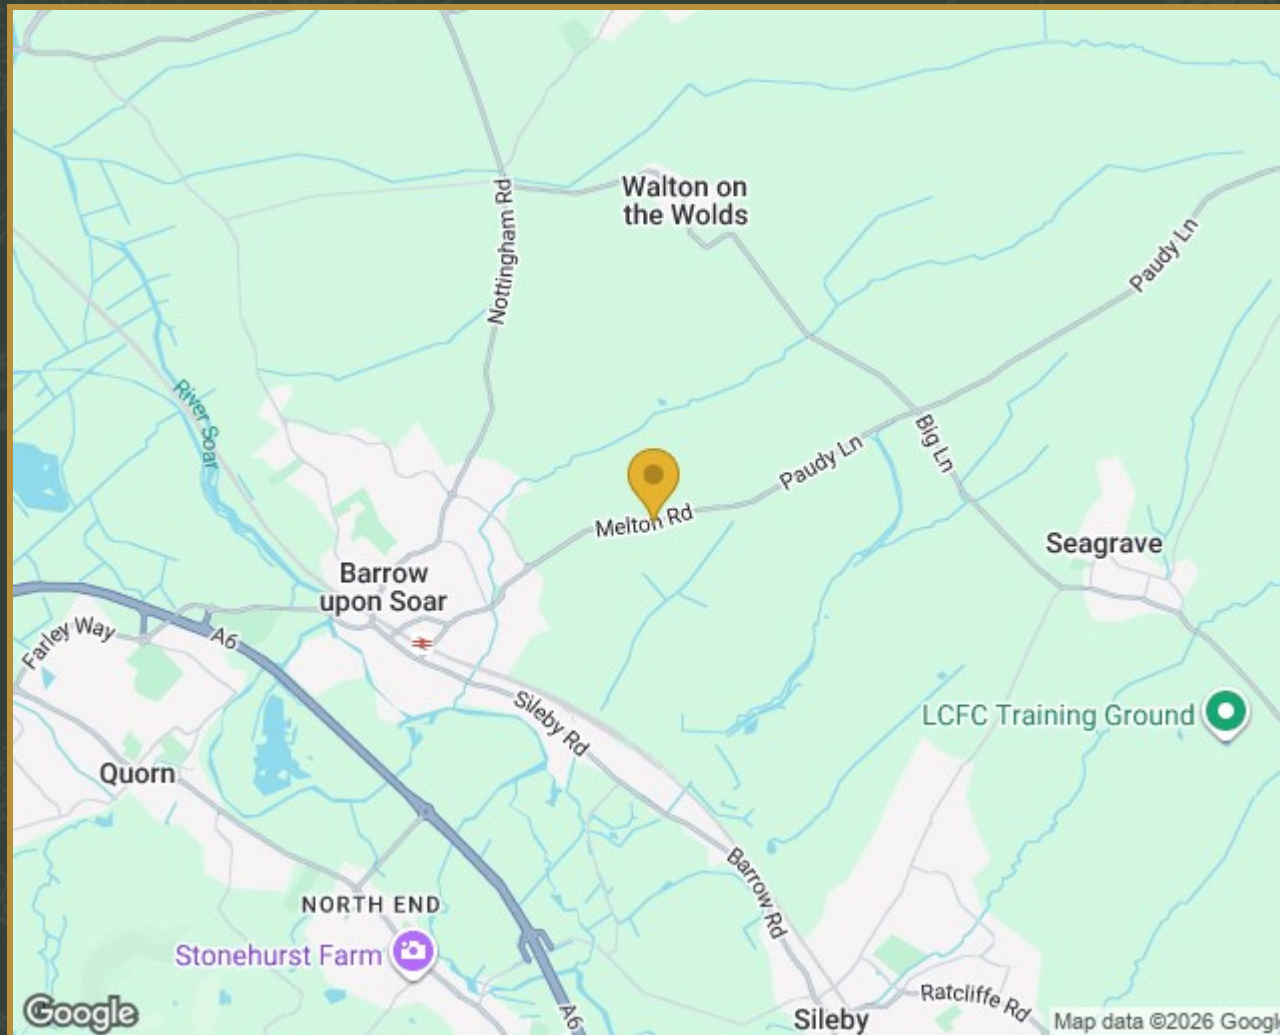 Walton on
the Wolds
Nottingham Rd
Paudy Ln
River Soar
Big Ln
Paudy Ln
Melton Rd
Seagrave
Barrow
upon Soar
Farley Way
A6
Sileby Rd
LCFC Training Ground
Quorn
Barrow Rd
NORTH END
Stonehurst Farm
Ratcliffe Rd
A6
Sileby
Google
Map data ©2026 Google